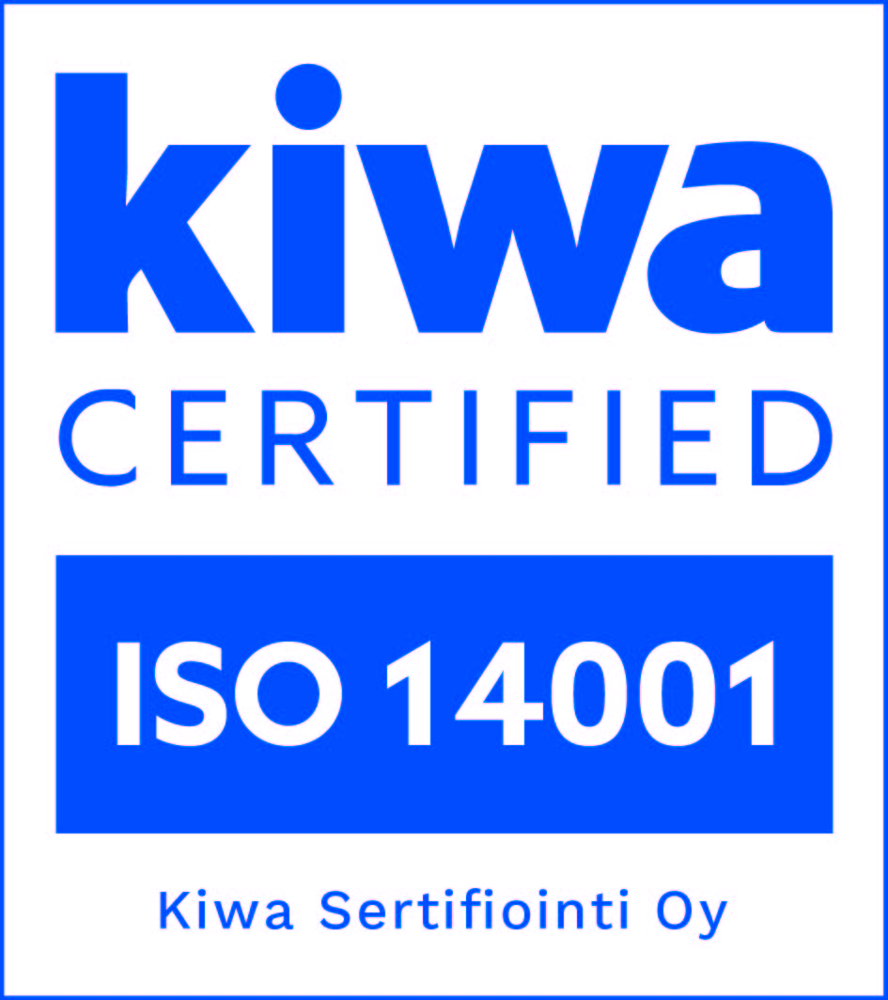 kiwa
CERTIFIED
ISO 14001
Kiwa Sertifiointi Oy